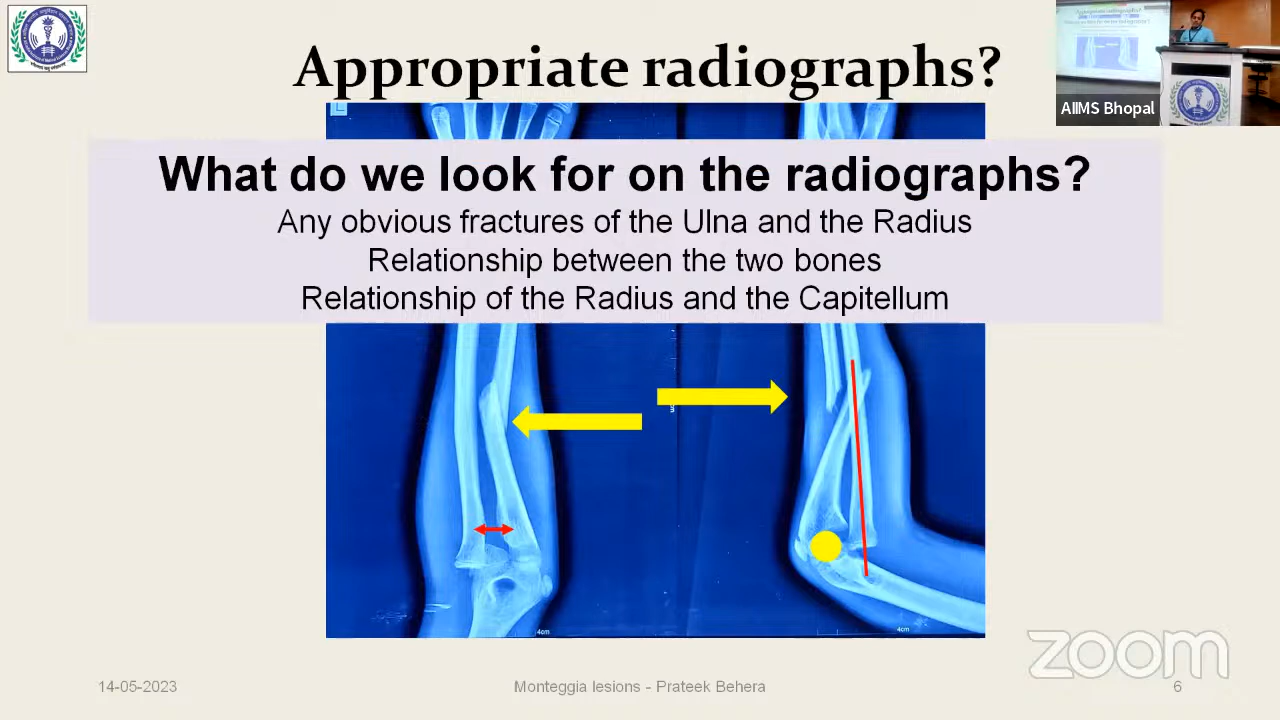 Appropriate radiographs?
What do we look for on the radiographs?
Any obvious fractures of the Ulna and the Radius
Relationship between the two bones
Relationship of the Radius and the Capitellum
AIIMS Bhopal
L
4cm
4cm
zoom
14-05-2023
Monteggia lesions - Prateek Behera
6